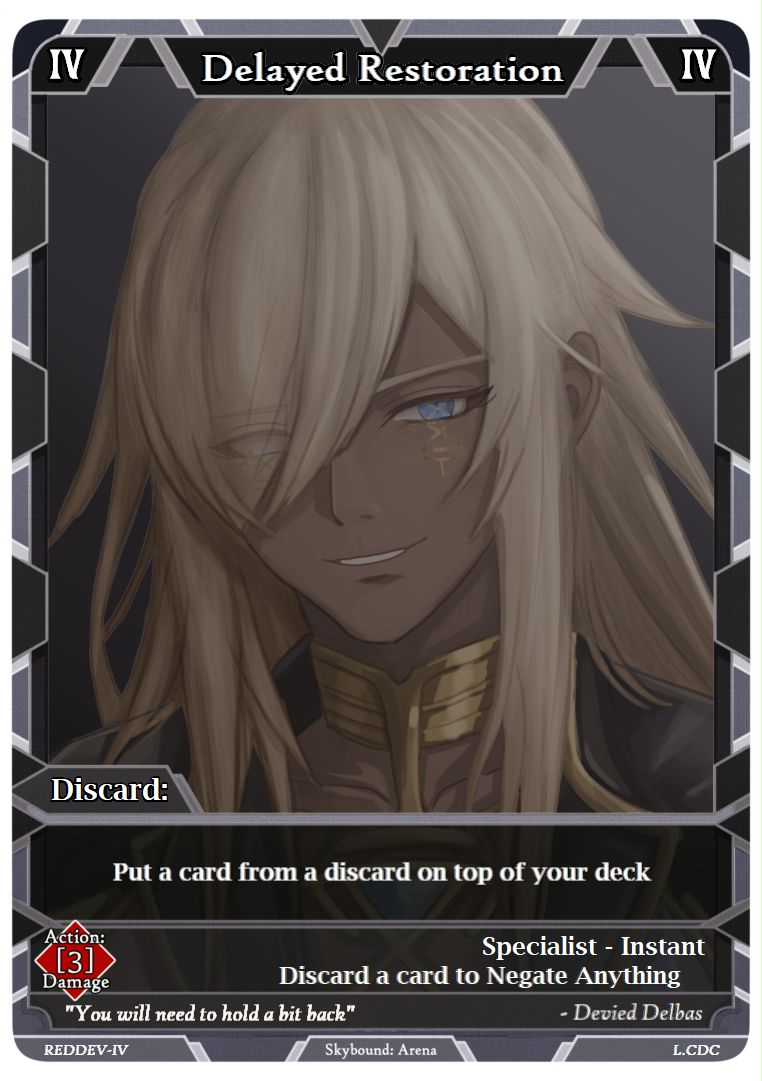 IV Delayed Restoration IV
Discard:
Put a card from a discard on top of your deck
Action:
[3]
Damage
Specialist - Instant
Discard a card to Negate Anything
"You will need to hold a bit back" - Devied Delbas
REDDEV-IV Skybound: Arena L.CDC